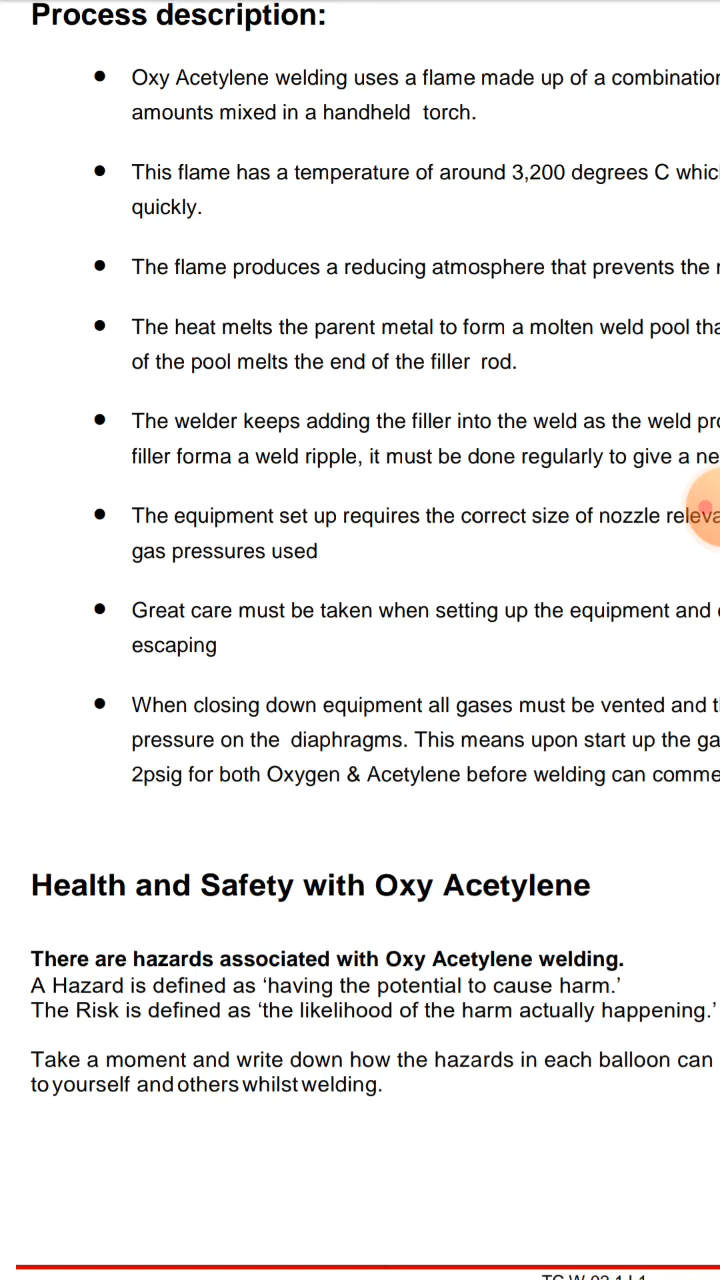 Process description:
● Oxy Acetylene welding uses a flame made up of a combination
amounts mixed in a handheld torch.
● This flame has a temperature of around 3,200 degrees C whic
quickly.
● The flame produces a reducing atmosphere that prevents the
● The heat melts the parent metal to form a molten weld pool tha
of the pool melts the end of the filler rod.
● The welder keeps adding the filler into the weld as the weld pro
filler forma a weld ripple, it must be done regularly to give a ne
● The equipment set up requires the correct size of nozzle releva
gas pressures used
● Great care must be taken when setting up the equipment and
escaping
● When closing down equipment all gases must be vented and t
pressure on the diaphragms. This means upon start up the ga
2psig for both Oxygen & Acetylene before welding can comme
Health and Safety with Oxy Acetylene
There are hazards associated with Oxy Acetylene welding.
A Hazard is defined as ‘having the potential to cause harm.’
The Risk is defined as ‘the likelihood of the harm actually happening.’
Take a moment and write down how the hazards in each balloon can
to yourself and others whilst welding.